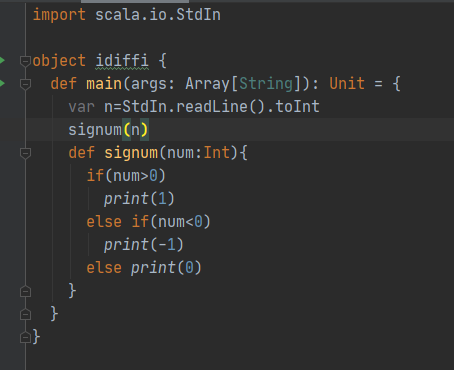 import scala.io.StdIn

object idiffi {
  def main(args: Array[String]): Unit = {
    var n=StdIn.readLine().toInt
    signum(n)
    def signum(num:Int){
      if(num>0)
        print(1)
      else if(num<0)
        print(-1)
      else print(0)
    }
  }
}